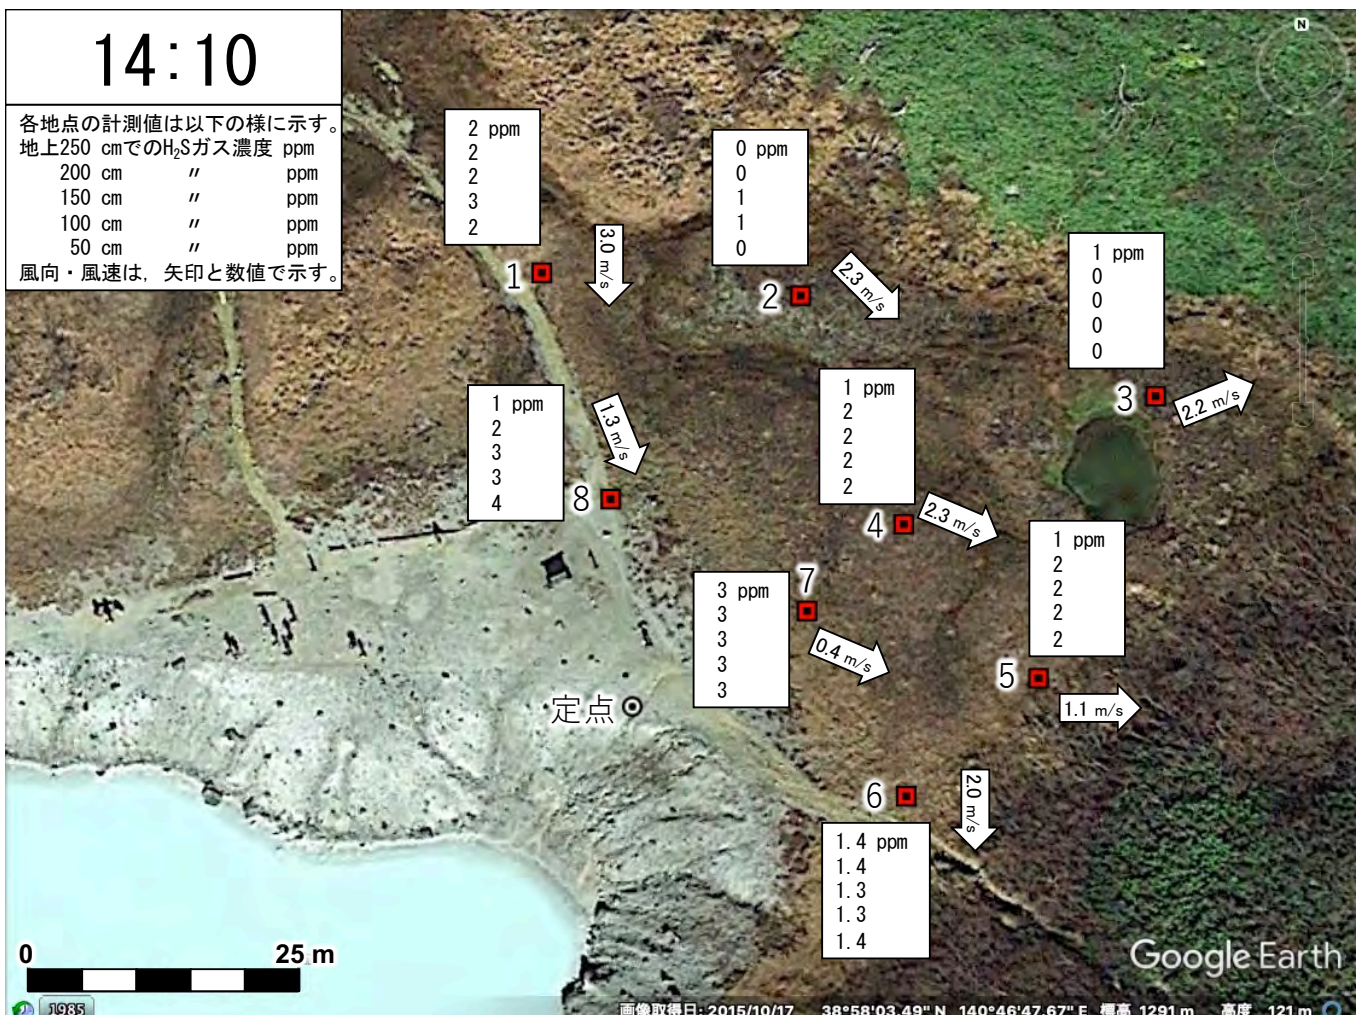 14:10
各地点の計測値は以下の様に示す。
地上250 cmでのH₂Sガス濃度 ppm
200 cm 〃 ppm
150 cm 〃 ppm
100 cm 〃 ppm
50 cm 〃 ppm
風向・風速は，矢印と数値で示す。
N
2 ppm
2
2
3
2
1
3.0 m/s
0 ppm
0
1
1
0
2
2.3 m/s
1 ppm
0
0
0
0
3
2.2 m/s
1 ppm
2
3
3
4
8
1.3 m/s
1 ppm
2
2
2
2
4
2.3 m/s
3 ppm
3
3
3
3
7
0.4 m/s
1 ppm
2
2
2
2
5
1.1 m/s
定点
6
2.0 m/s
1.4 ppm
1.4
1.3
1.3
1.4
0 25 m
Google Earth
1985
画像取得日: 2015/10/17 38°58'03.49" N 140°46'47.67" E 標高 1291 m 高度 121 m